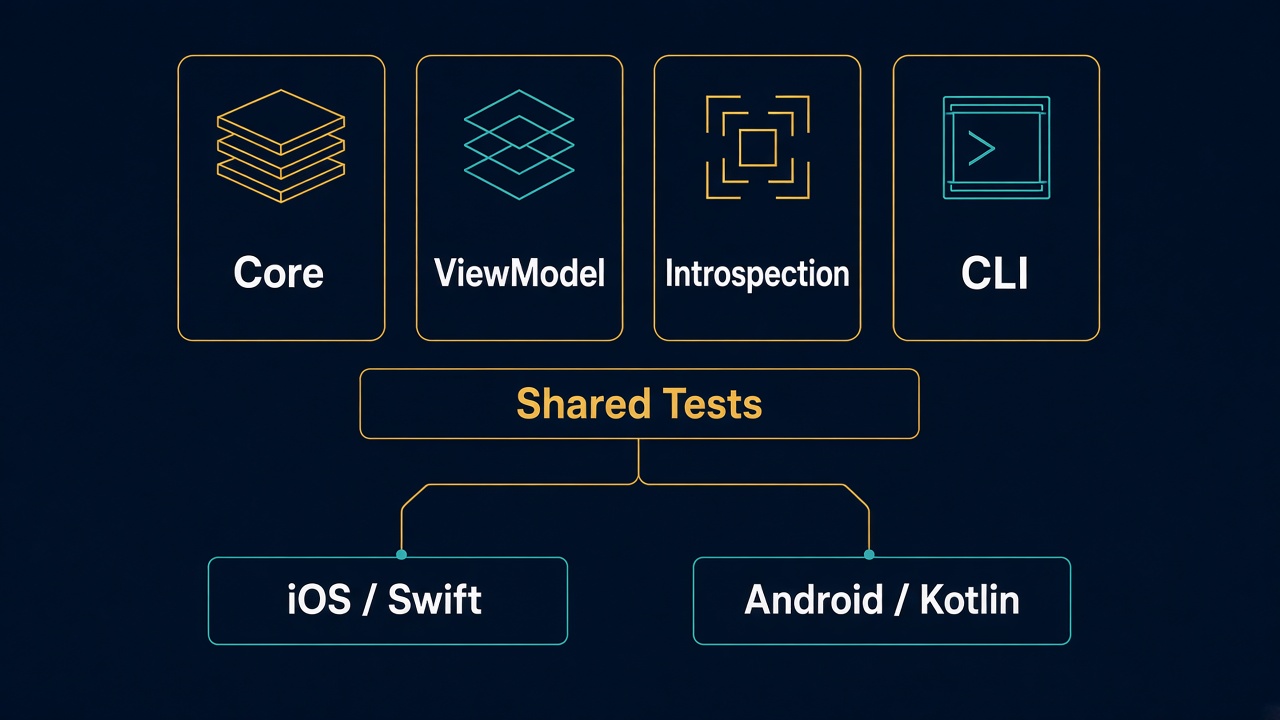 Core
ViewModel
Introspection
CLI
Shared Tests
iOS / Swift
Android / Kotlin